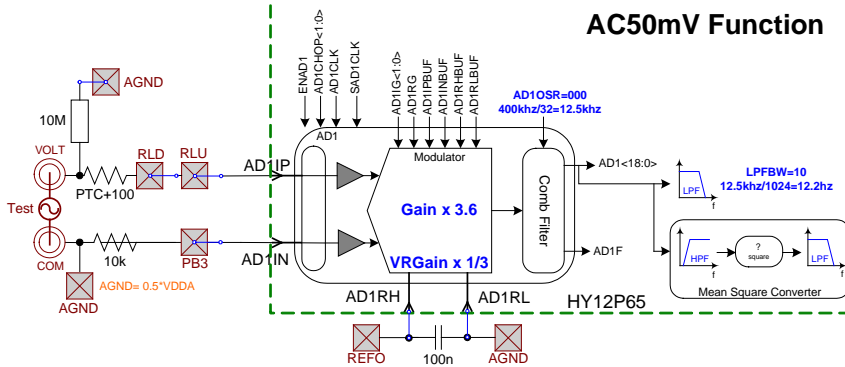 AC50mV Function
ENAD1
AD1CHOP<1:0>
AD1CLK
SAD1CLK
AD1IG<1:0>
AD1RG
AD1IPBUF
AD1INBUF
AD1RHBUF
AD1RLBUF
AD1OSR=000
400khz/32=12.5khz
AGND
10M
VOLT
RLD
RLU
AD1IP
AD1
Modulator
AD1<18:0>
LPF
f
LPFBW=10
12.5khz/1024=12.2hz
PTC+100
Test
Gain x 3.6
Comb Filter
COM
10k
PB3
AD1IN
VRGain x 1/3
AD1F
HPF
f
?
square
LPF
f
Mean Square Converter
AGND
AGND= 0.5*VDDA
AD1RH
AD1RL
HY12P65
REFO
100n
AGND